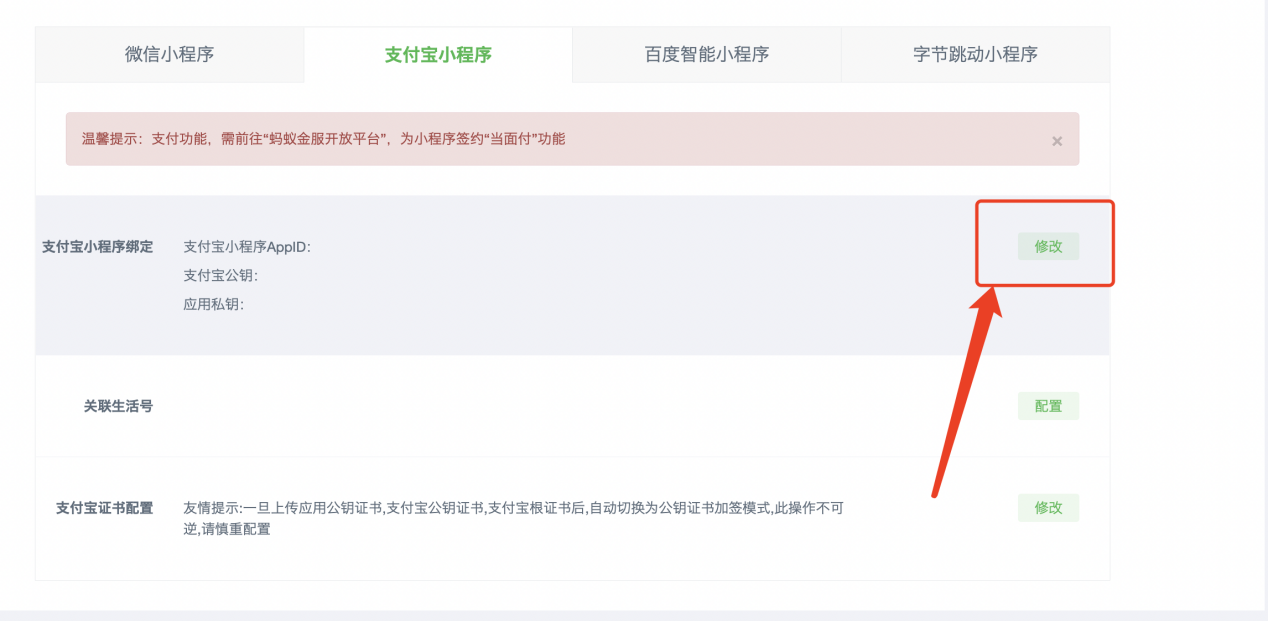 微信小程序
支付宝小程序
百度智能小程序
字节跳动小程序
温馨提示：支付功能，需前往“蚂蚁金服开放平台”，为小程序签约“当面付”功能
×
支付宝小程序绑定
支付宝小程序AppID：
修改
支付宝公钥：
应用私钥：
关联生活号
配置
支付宝证书配置
友情提示:一旦上传应用公钥证书,支付宝公钥证书,支付宝根证书后,自动切换为公钥证书加签模式,此操作不可
逆,请慎重配置
修改